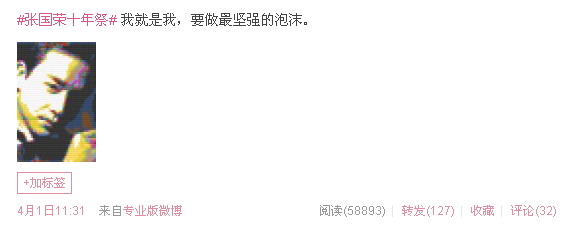 #张国荣十年祭# 我就是我，要做最坚强的泡沫。
+加标签
4月1日11:31 来自专业版微博 阅读(58893) | 转发(127) | 收藏 | 评论(32)